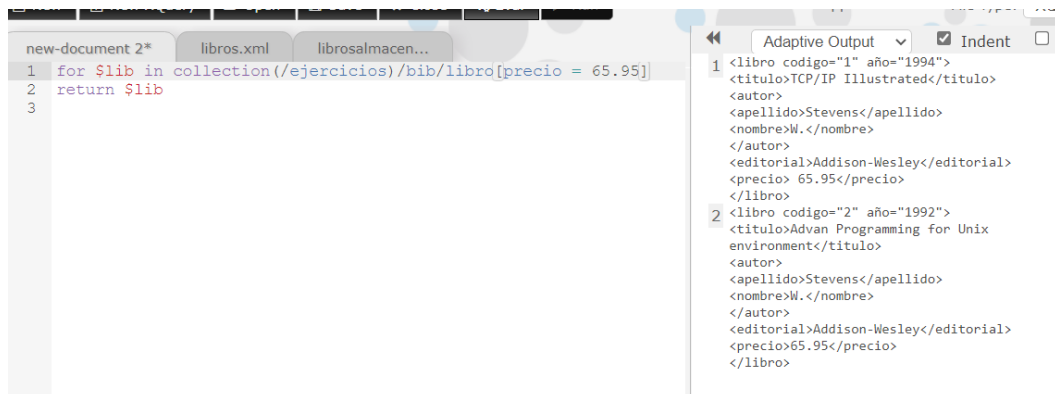 new-document 2*
libros.xml
librosalmacen...
1 for $lib in collection(/ejercicios)/bib/libro[precio = 65.95]
2 return $lib
3
Adaptive Output
Indent
1 <libro codigo="1" año="1994">
<titulo>TCP/IP Illustrated</titulo>
<autor>
<apellido>Stevens</apellido>
<nombre>W.</nombre>
</autor>
<editorial>Addison-Wesley</editorial>
<precio> 65.95</precio>
</libro>
2 <libro codigo="2" año="1992">
<titulo>Advan Programming for Unix
environment</titulo>
<autor>
<apellido>Stevens</apellido>
<nombre>W.</nombre>
</autor>
<editorial>Addison-Wesley</editorial>
<precio>65.95</precio>
</libro>